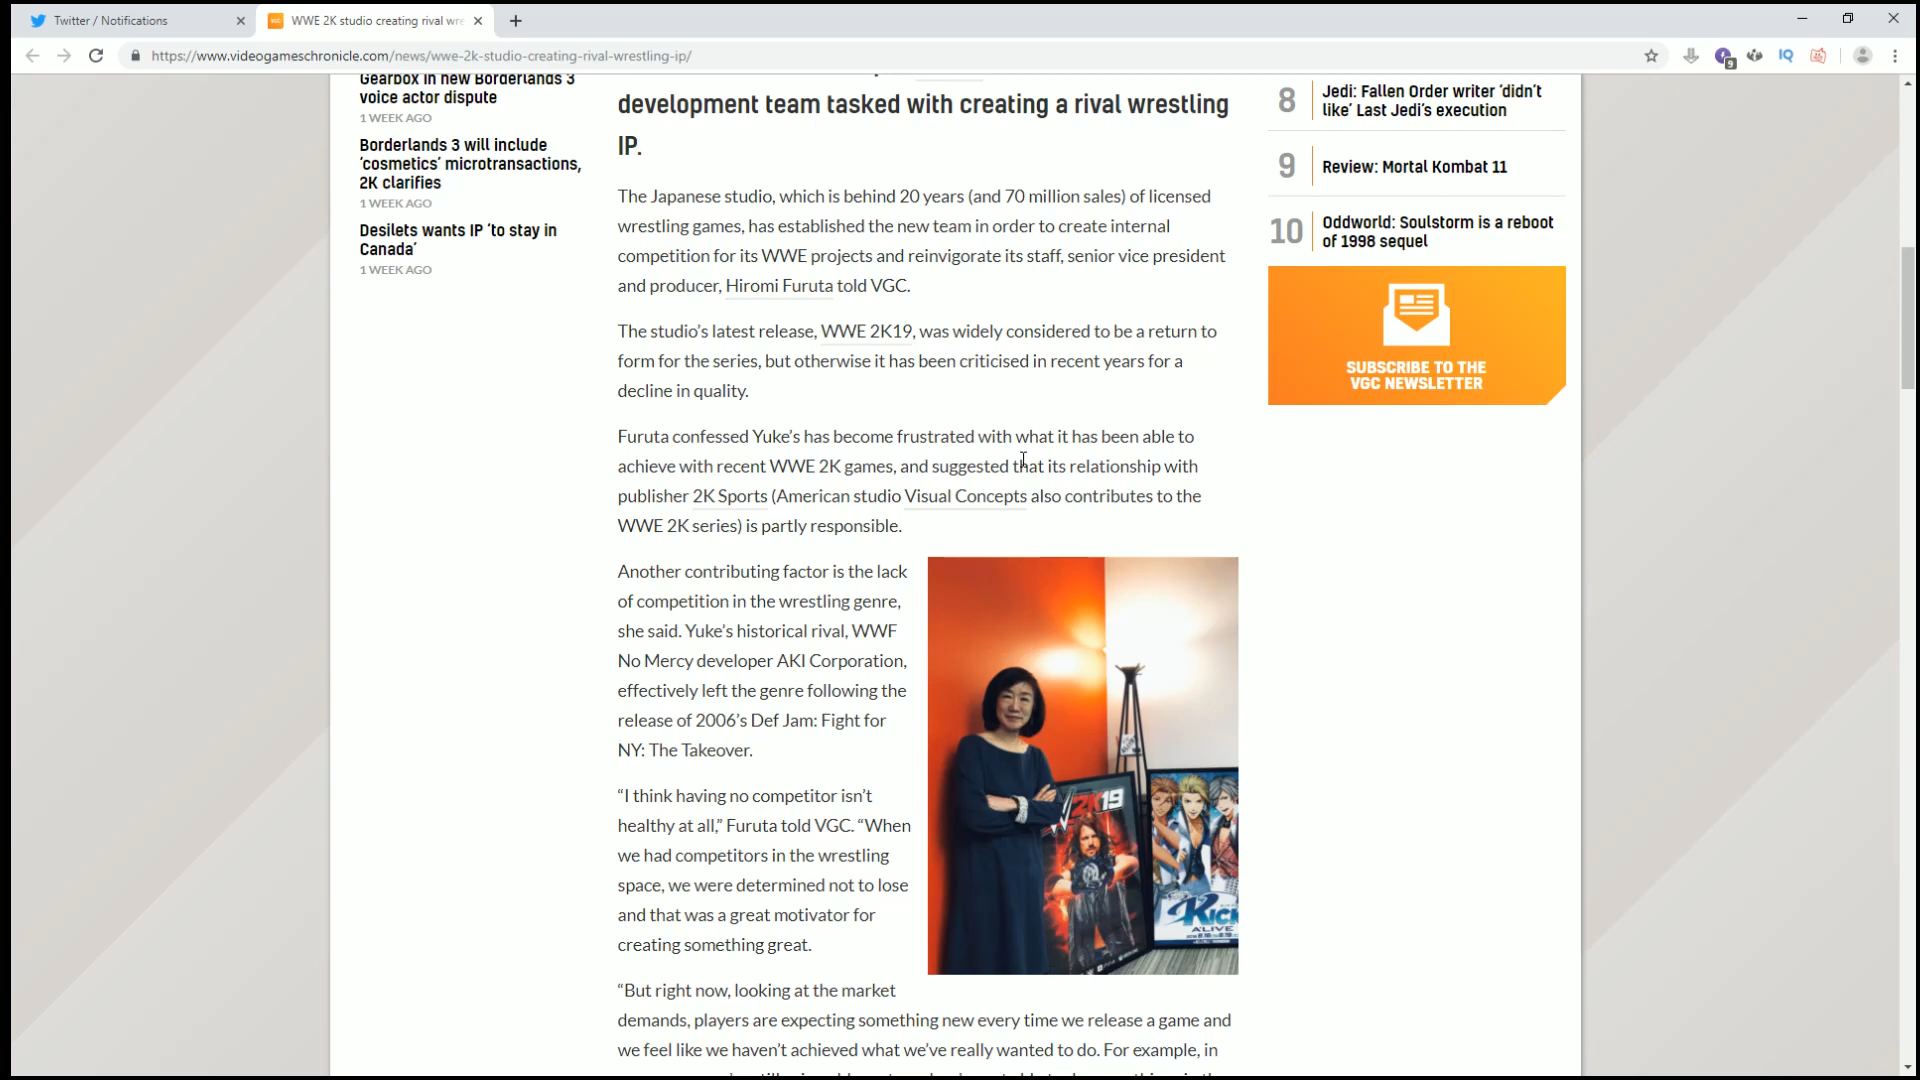 Twitter / Notifications
WWE 2K studio creating rival wre
https://www.videogameschronicle.com/news/wwe-2k-studio-creating-rival-wrestling-ip/
9
IQ
Gearbox in new Borderlands 3
voice actor dispute
1 WEEK AGO
Borderlands 3 will include
‘cosmetics’ microtransactions,
2K clarifies
1 WEEK AGO
Desilets wants IP ‘to stay in
Canada’
1 WEEK AGO
development team tasked with creating a rival wrestling
IP.
The Japanese studio, which is behind 20 years (and 70 million sales) of licensed
wrestling games, has established the new team in order to create internal
competition for its WWE projects and reinvigorate its staff, senior vice president
and producer, Hiromi Furuta told VGC.
The studio’s latest release, WWE 2K19, was widely considered to be a return to
form for the series, but otherwise it has been criticised in recent years for a
decline in quality.
Furuta confessed Yuke’s has become frustrated with what it has been able to
achieve with recent WWE 2K games, and suggested that its relationship with
publisher 2K Sports (American studio Visual Concepts also contributes to the
WWE 2K series) is partly responsible.
Another contributing factor is the lack
of competition in the wrestling genre,
she said. Yuke’s historical rival, WWF
No Mercy developer AKI Corporation,
effectively left the genre following the
release of 2006’s Def Jam: Fight for
NY: The Takeover.
“I think having no competitor isn’t
healthy at all,” Furuta told VGC. “When
we had competitors in the wrestling
space, we were determined not to lose
and that was a great motivator for
creating something great.
“But right now, looking at the market
demands, players are expecting something new every time we release a game and
we feel like we haven’t achieved what we’ve really wanted to do. For example, in
2K19
KICK
A'LIVE
8
Jedi: Fallen Order writer ‘didn’t
like’ Last Jedi’s execution
9
Review: Mortal Kombat 11
10
Oddworld: Soulstorm is a reboot
of 1998 sequel
SUBSCRIBE TO THE
VGC NEWSLETTER